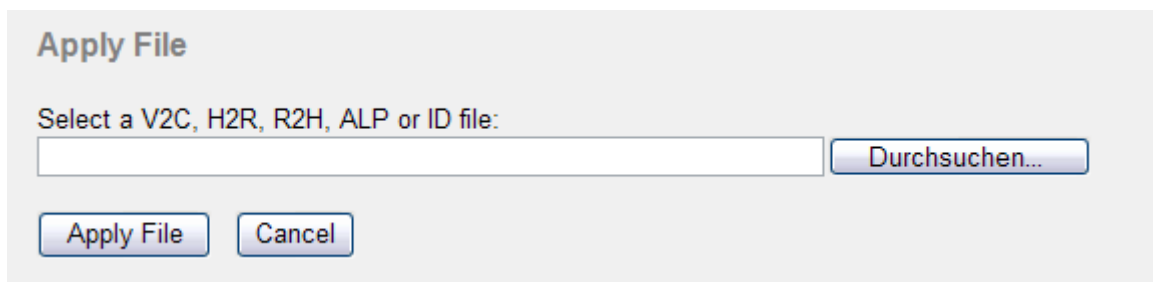 Apply File
Select a V2C, H2R, R2H, ALP or ID file:
Durchsuchen...
Apply File Cancel